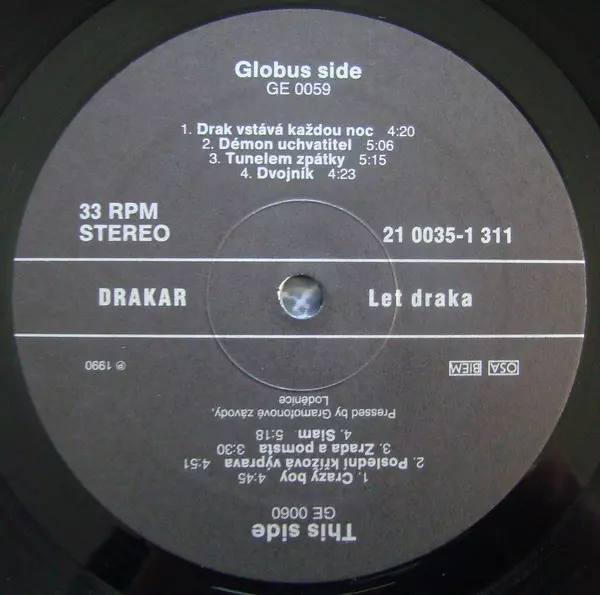 Globus side
GE 0059
1. Drak vstává každou noc 4:20
2. Démon uchvatitel 5:06
3. Tunelem zpátky 5:15
4. Dvojník 4:23
33 RPM
STEREO
21 0035-1 311
DRAKAR
Let draka
This side
GE 0060
1. Crazy boy 4:45
2. Poslední křížová výprava 4:51
3. Zrada a pomsta 3:30
4. Siam 5:18
Pressed by Gramofonové závody,
Loděnice
OSA BIEM
℗ 1990